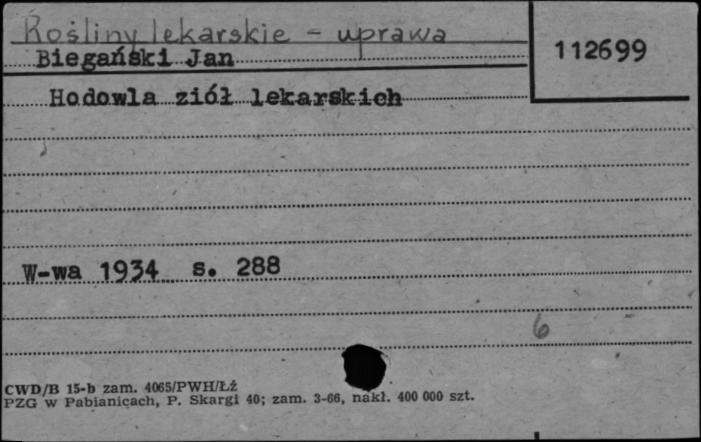 Rośliny lekarskie - uprawa
Biegański Jan
112699
Hodowla ziół lekarskich
W-wa 1934 s. 288
6
CWD/B 15-b zam. 4065/PWH/Łż
PZG w Pabianicach, P. Skargi 40; zam. 3-66, nakł. 400 000 szt.